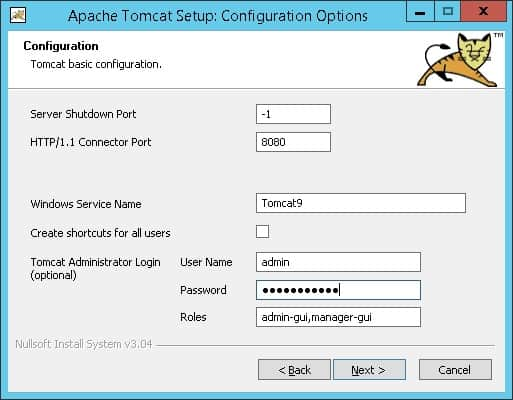 Apache Tomcat Setup: Configuration Options
Configuration
Tomcat basic configuration.
TM
Server Shutdown Port -1
HTTP/1.1 Connector Port 8080
Windows Service Name Tomcat9
Create shortcuts for all users
Tomcat Administrator Login User Name admin
(optional)
Password ●●●●●●●●●●●
Roles admin-gui,manager-gui
Nullsoft Install System v3.04
< Back Next > Cancel